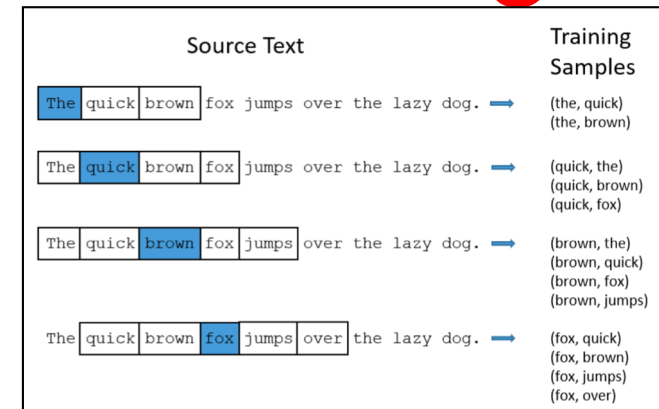 Source Text
Training
Samples
The quick brown fox jumps over the lazy dog.
(the, quick)
(the, brown)
The quick brown fox jumps over the lazy dog.
(quick, the)
(quick, brown)
(quick, fox)
The quick brown fox jumps over the lazy dog.
(brown, the)
(brown, quick)
(brown, fox)
(brown, jumps)
The quick brown fox jumps over the lazy dog.
(fox, quick)
(fox, brown)
(fox, jumps)
(fox, over)